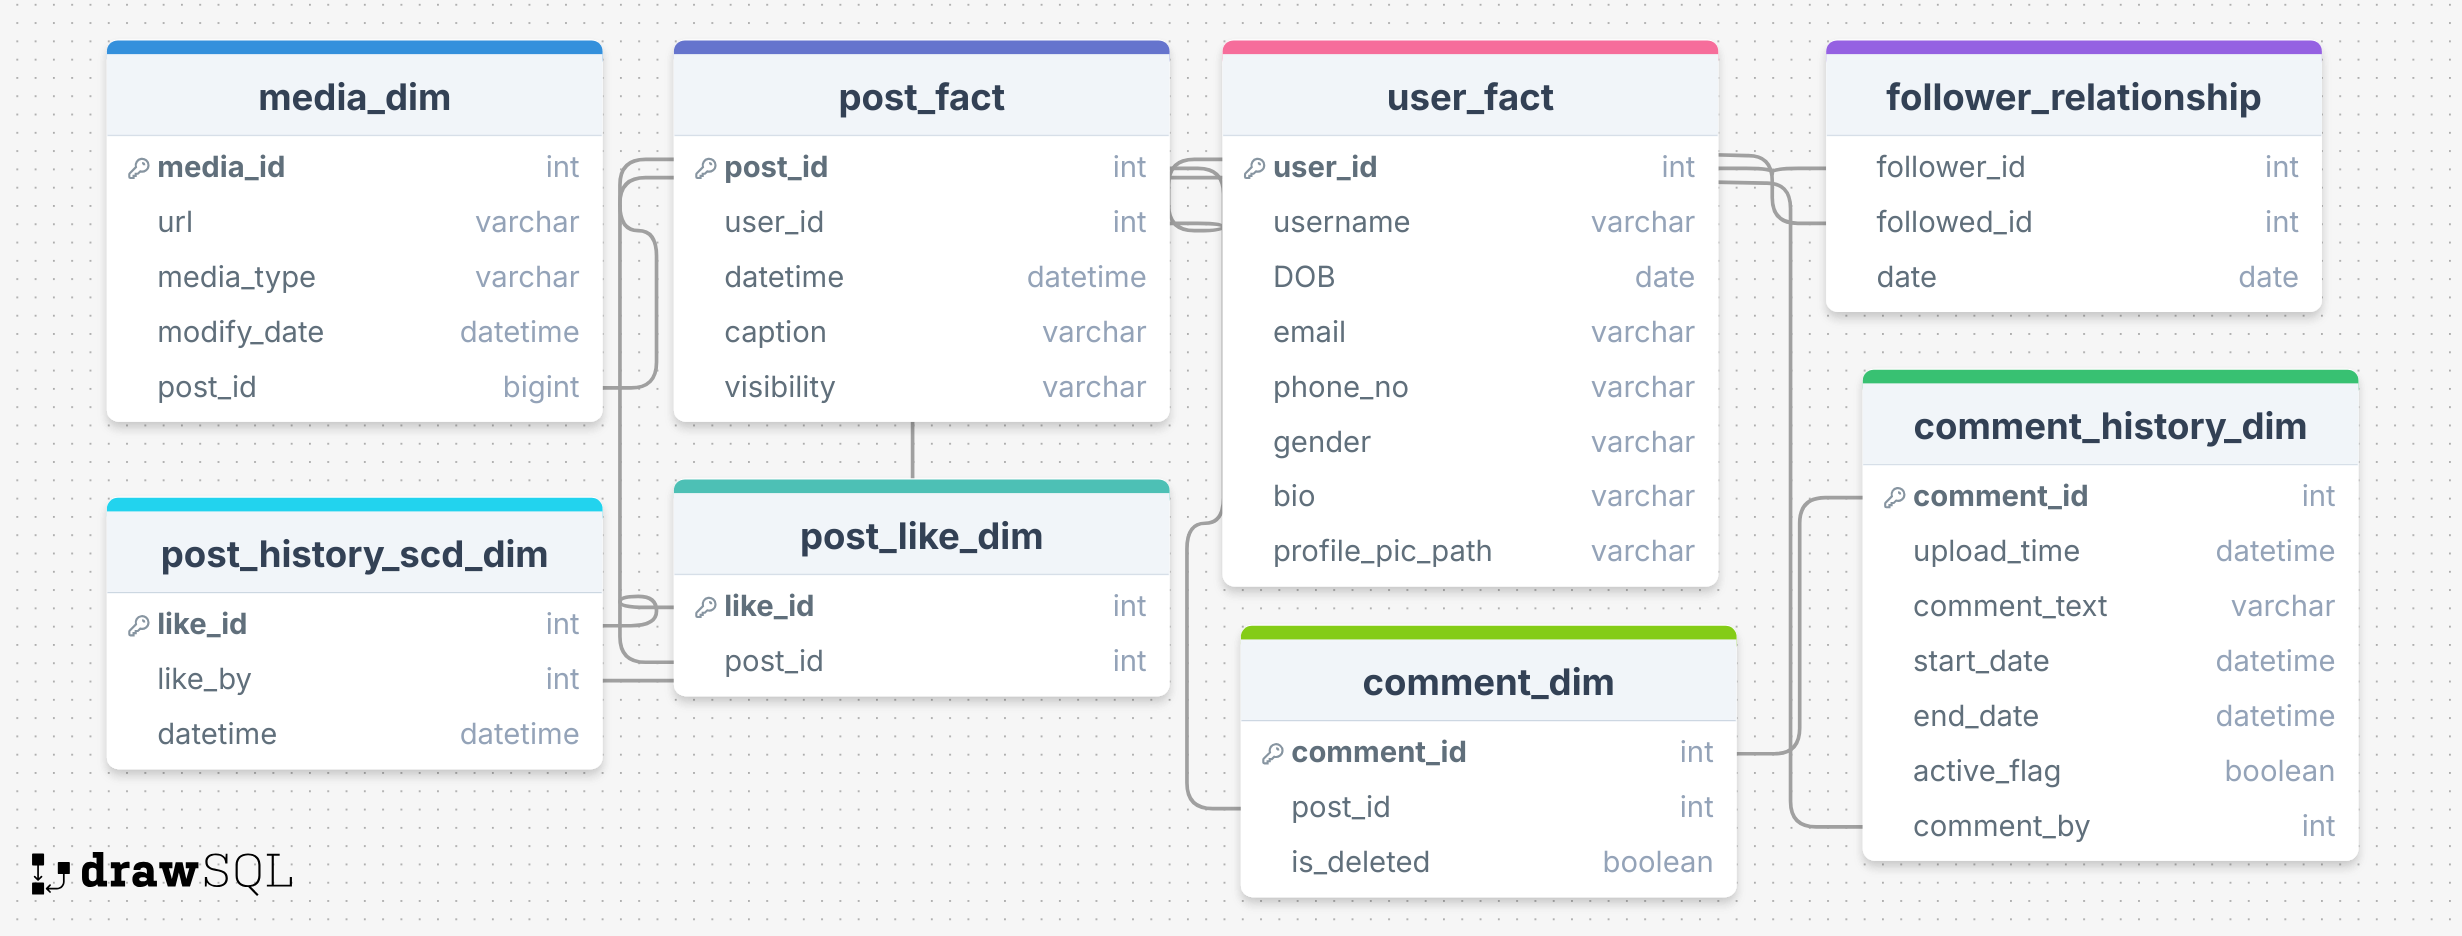 media_dim
media_id int
url varchar
media_type varchar
modify_date datetime
post_id bigint
post_fact
post_id int
user_id int
datetime datetime
caption varchar
visibility varchar
user_fact
user_id int
username varchar
DOB date
email varchar
phone_no varchar
gender varchar
bio varchar
profile_pic_path varchar
follower_relationship
follower_id int
followed_id int
date date
post_history_scd_dim
like_id int
like_by int
datetime datetime
post_like_dim
like_id int
post_id int
comment_dim
comment_id int
post_id int
is_deleted boolean
comment_history_dim
comment_id int
upload_time datetime
comment_text varchar
start_date datetime
end_date datetime
active_flag boolean
comment_by int
drawSQL